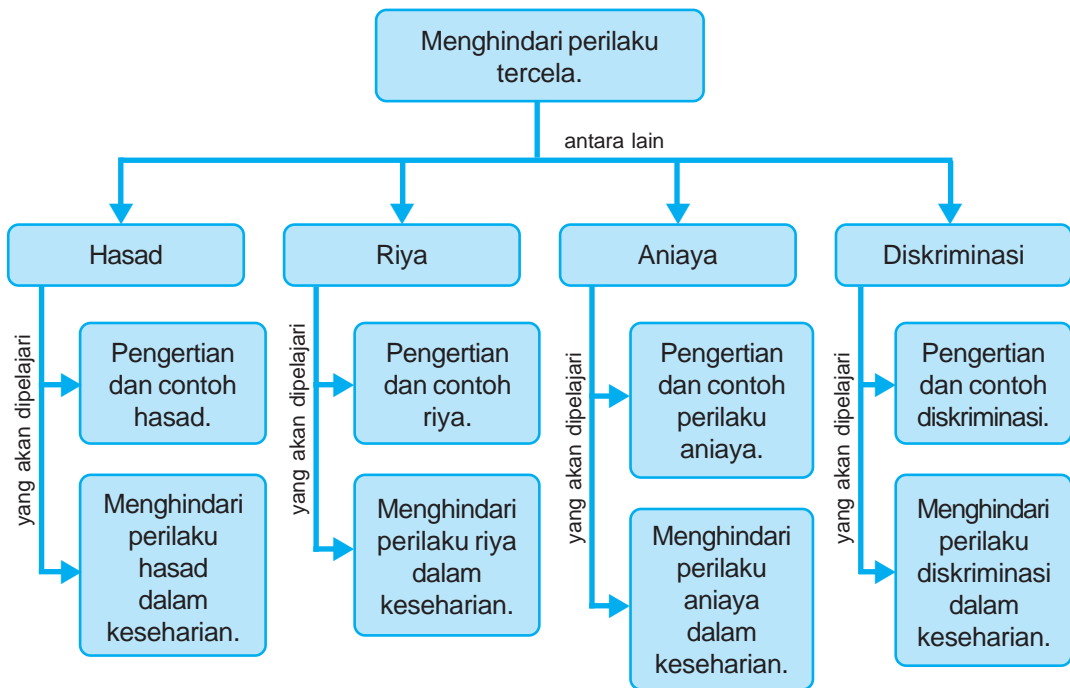 Menghindari perilaku
tercela.
antara lain
Hasad
Riya
Aniaya
Diskriminasi
yang akan dipelajari
Pengertian
dan contoh
hasad.
Menghindari
perilaku
hasad
dalam
keseharian.
yang akan dipelajari
Pengertian
dan contoh
riya.
Menghindari
perilaku riya
dalam
keseharian.
yang akan dipelajari
Pengertian
dan contoh
perilaku
aniaya.
Menghindari
perilaku
aniaya
dalam
keseharian.
yang akan dipelajari
Pengertian
dan contoh
diskriminasi.
Menghindari
perilaku
diskriminasi
dalam
keseharian.